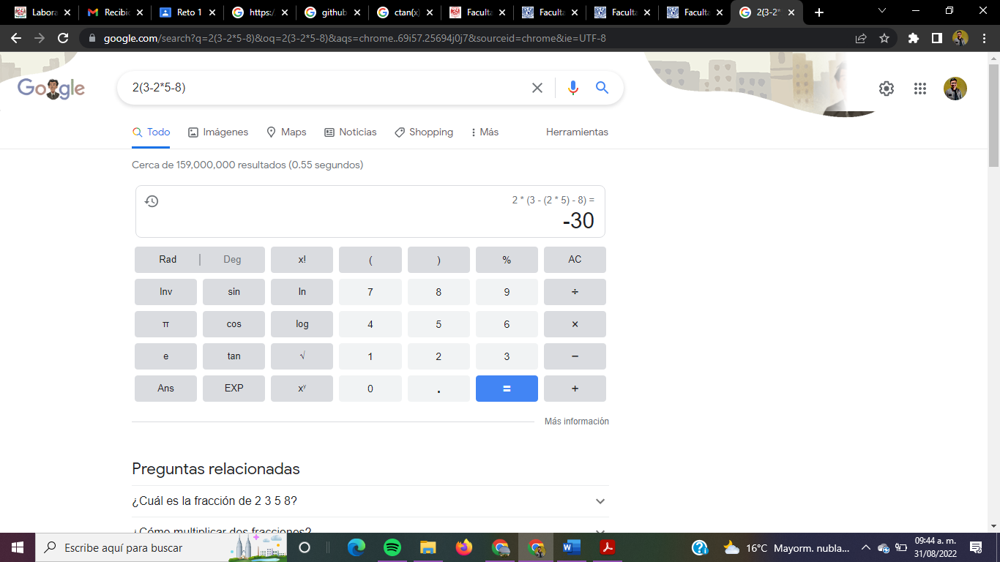 Labora
Recibi
Reto 1
https:/
github
ctan(x)
Faculta
Faculta
Faculta
Faculta
2(3-2*
google.com/search?q=2(3-2*5-8)&oq=2(3-2*5-8)&aqs=chrome..69i57.25694j0j7&sourceid=chrome&ie=UTF-8
Google
2(3-2*5-8)
Todo
Imágenes
Maps
Noticias
Shopping
Más
Herramientas
Cerca de 159,000,000 resultados (0.55 segundos)
2 * (3 - (2 * 5) - 8) =
-30
Rad | Deg x! ( ) % AC
Inv sin ln 7 8 9 ÷
π cos log 4 5 6 ×
e tan √ 1 2 3 −
Ans EXP xʸ 0 . = +
Más información
Preguntas relacionadas
¿Cuál es la fracción de 2 3 5 8?
¿Cómo multiplicar dos fracciones?
Escribe aquí para buscar
16°C Mayorm. nubla...
09:44 a. m.
31/08/2022